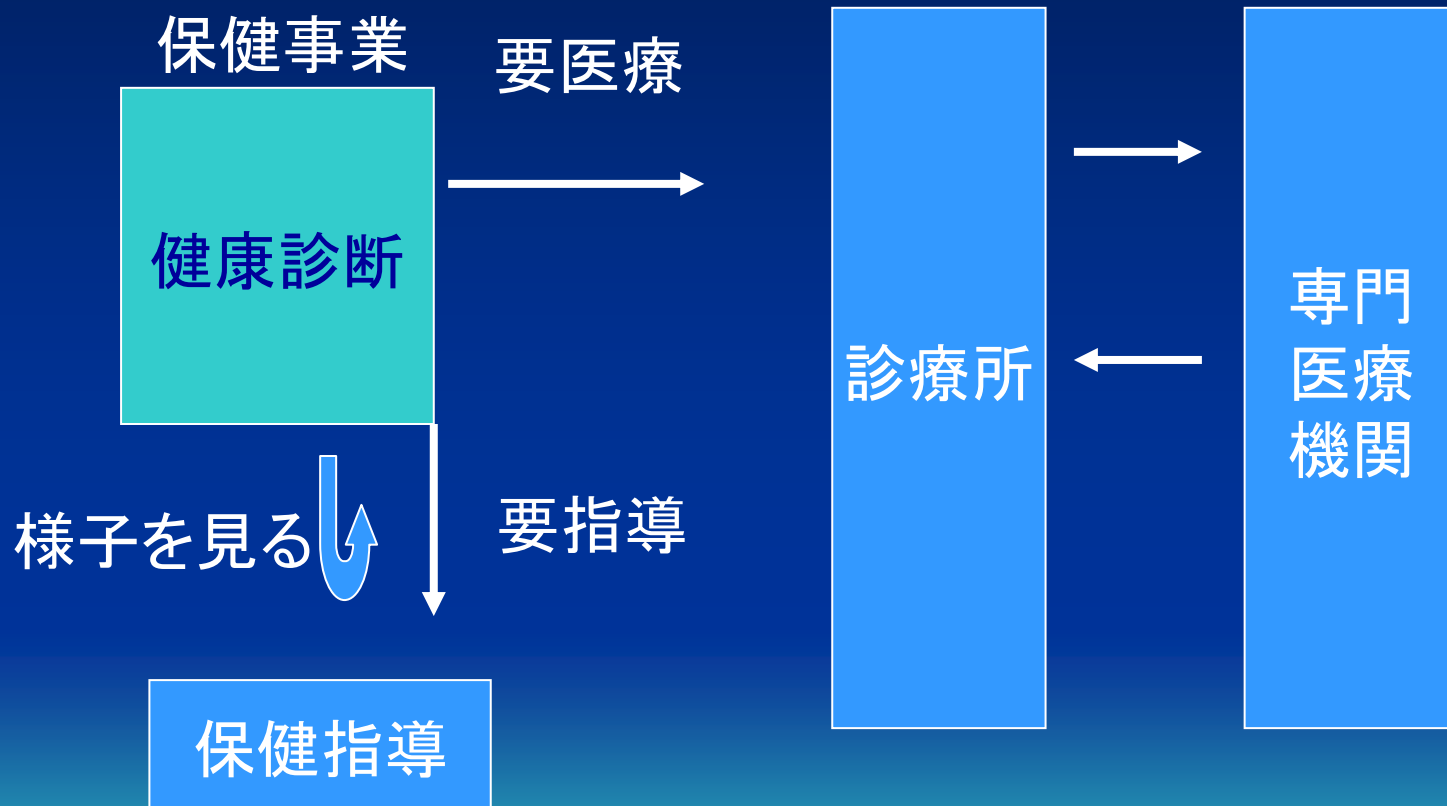 保健事業
要医療
健康診断
診療所
専門
医療
機関
様子を見る
要指導
保健指導